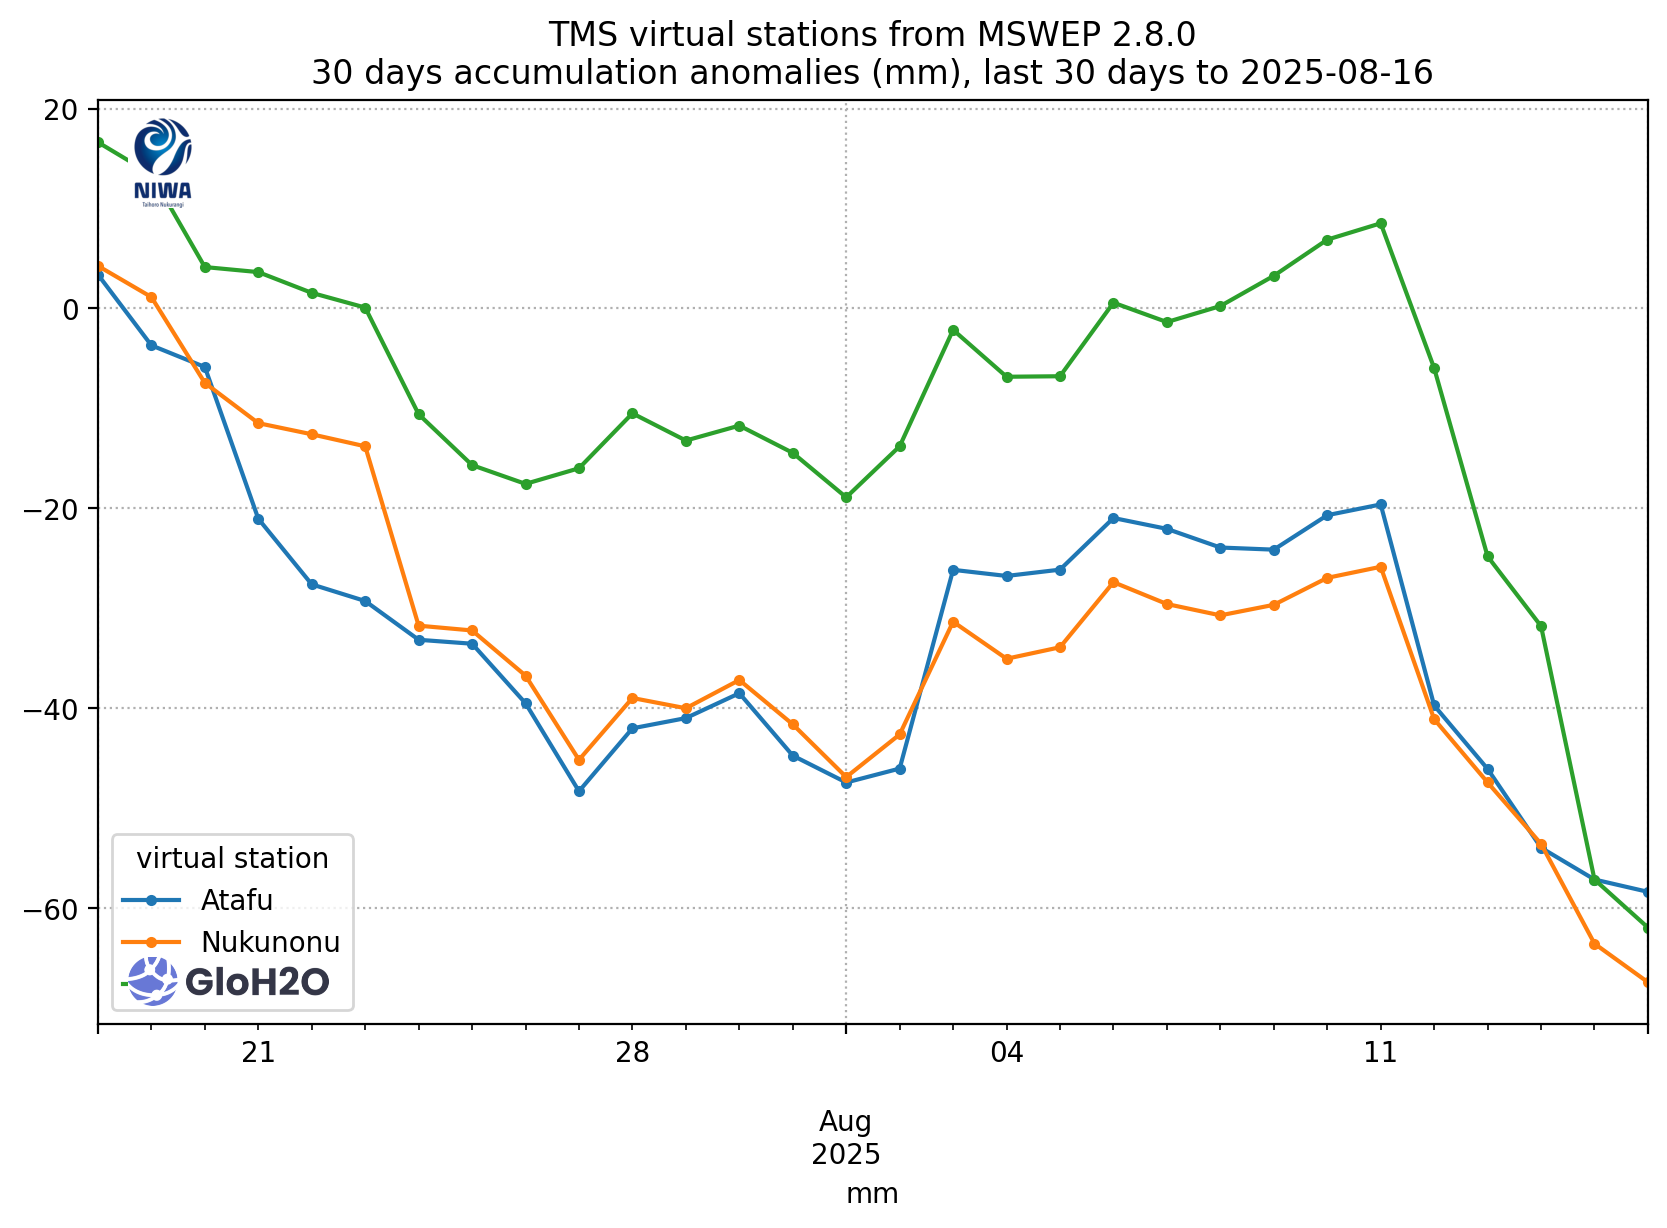 TMS virtual stations from MSWEP 2.8.0
30 days accumulation anomalies (mm), last 30 days to 2025-08-16
20
0
−20
−40
−60
NIWA
Taihoro Nukurangi
virtual station
Atafu
Nukunonu
GloH2O
21
28
04
11
Aug
2025
mm